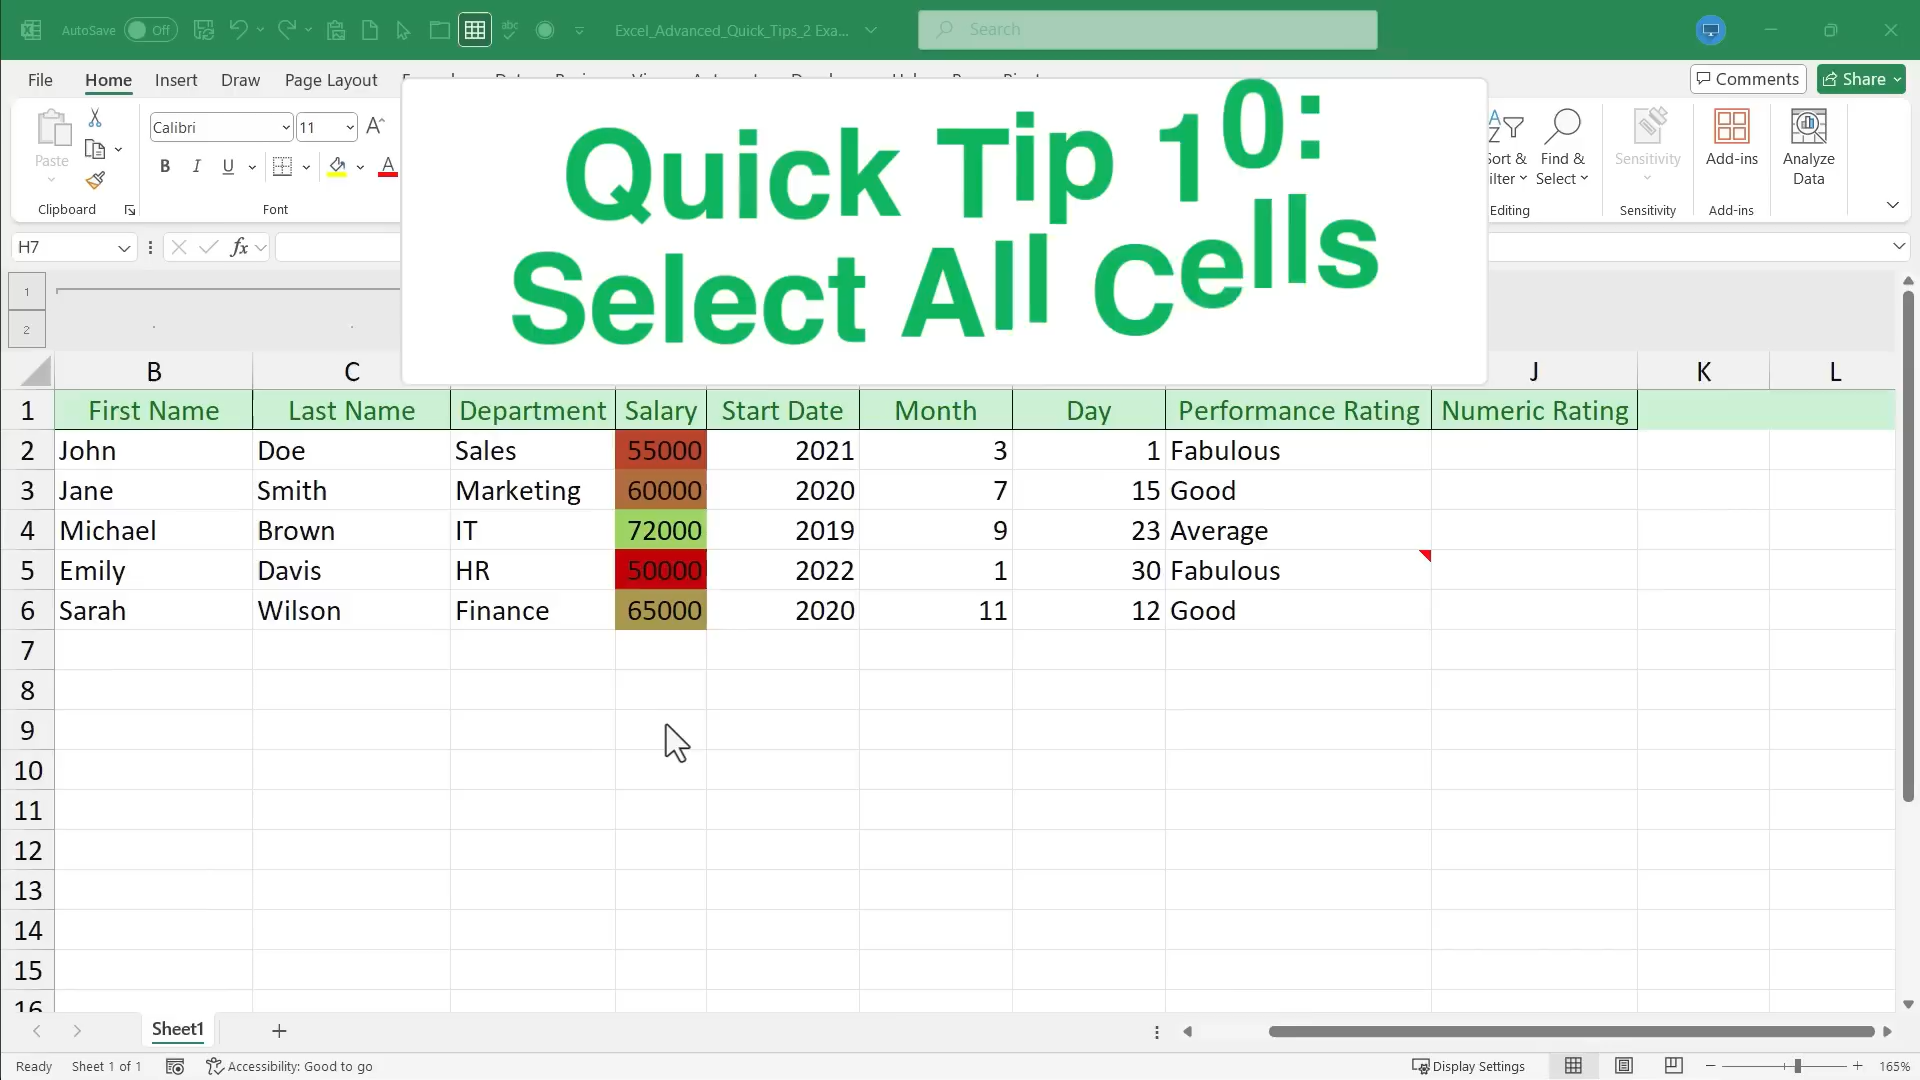 AutoSave Off Excel_Advanced_Quick_Tips_2 Exa... Search
File Home Insert Draw Page Layout
Comments Share
Calibri 11
Paste
B I U A
Clipboard Font
Find & Select
Editing
Sensitivity
Sensitivity
Add-ins
Add-ins
Analyze Data
Quick Tip 10:
Select All Cells
H7 fx
1
2
B C J K L
1 First Name Last Name Department Salary Start Date Month Day Performance Rating Numeric Rating
2 John Doe Sales 55000 2021 3 1 Fabulous
3 Jane Smith Marketing 60000 2020 7 15 Good
4 Michael Brown IT 72000 2019 9 23 Average
5 Emily Davis HR 50000 2022 1 30 Fabulous
6 Sarah Wilson Finance 65000 2020 11 12 Good
7
8
9
10
11
12
13
14
15
16
Sheet1
Ready Sheet 1 of 1 Accessibility: Good to go Display Settings 165%